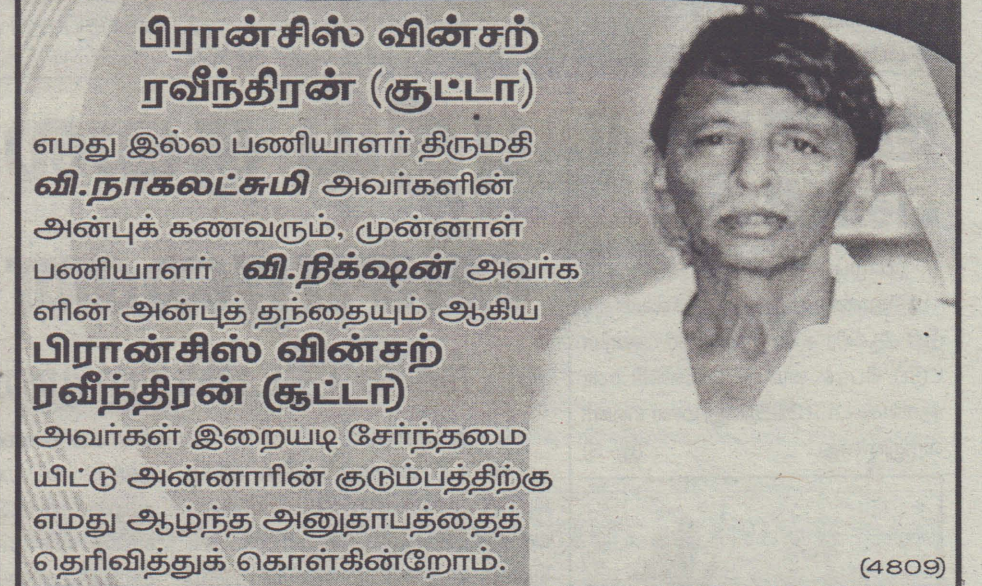 பிரான்சிஸ் வின்சற்
ரவீந்திரன் (சூட்டா)
எமது இல்ல பணியாளர் திருமதி
வி.நாகலட்சுமி அவர்களின்
அன்புக் கணவரும், முன்னாள்
பணியாளர் வி.நிக்‌ஷன் அவர்க
ளின் அன்புத் தந்தையும் ஆகிய
பிரான்சிஸ் வின்சற்
ரவீந்திரன் (சூட்டா)
அவர்கள் இறையடி சேர்ந்தமை
யிட்டு அன்னாரின் குடும்பத்திற்கு
எமது ஆழ்ந்த அனுதாபத்தைத்
தெரிவித்துக் கொள்கின்றோம்.
(4809)